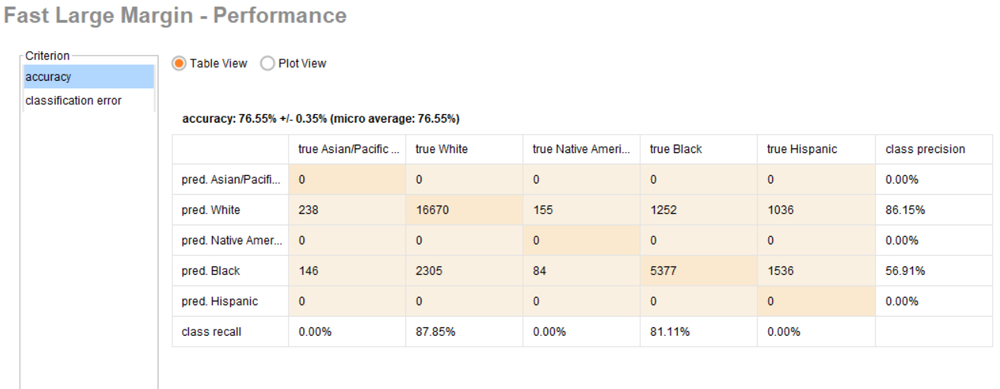 Fast Large Margin - Performance
Criterion
accuracy
classification error
Table View Plot View
accuracy: 76.55% +/- 0.35% (micro average: 76.55%)
true Asian/Pacific ... true White true Native Ameri... true Black true Hispanic class precision
pred. Asian/Pacifi... 0 0 0 0 0 0.00%
pred. White 238 16670 155 1252 1036 86.15%
pred. Native Amer... 0 0 0 0 0 0.00%
pred. Black 146 2305 84 5377 1536 56.91%
pred. Hispanic 0 0 0 0 0 0.00%
class recall 0.00% 87.85% 0.00% 81.11% 0.00%